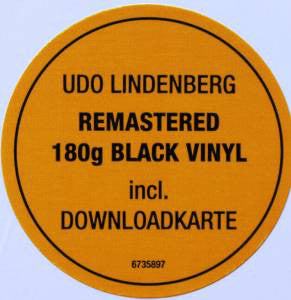 UDO LINDENBERG
REMASTERED
180g BLACK VINYL
incl.
DOWNLOADKARTE
6735897